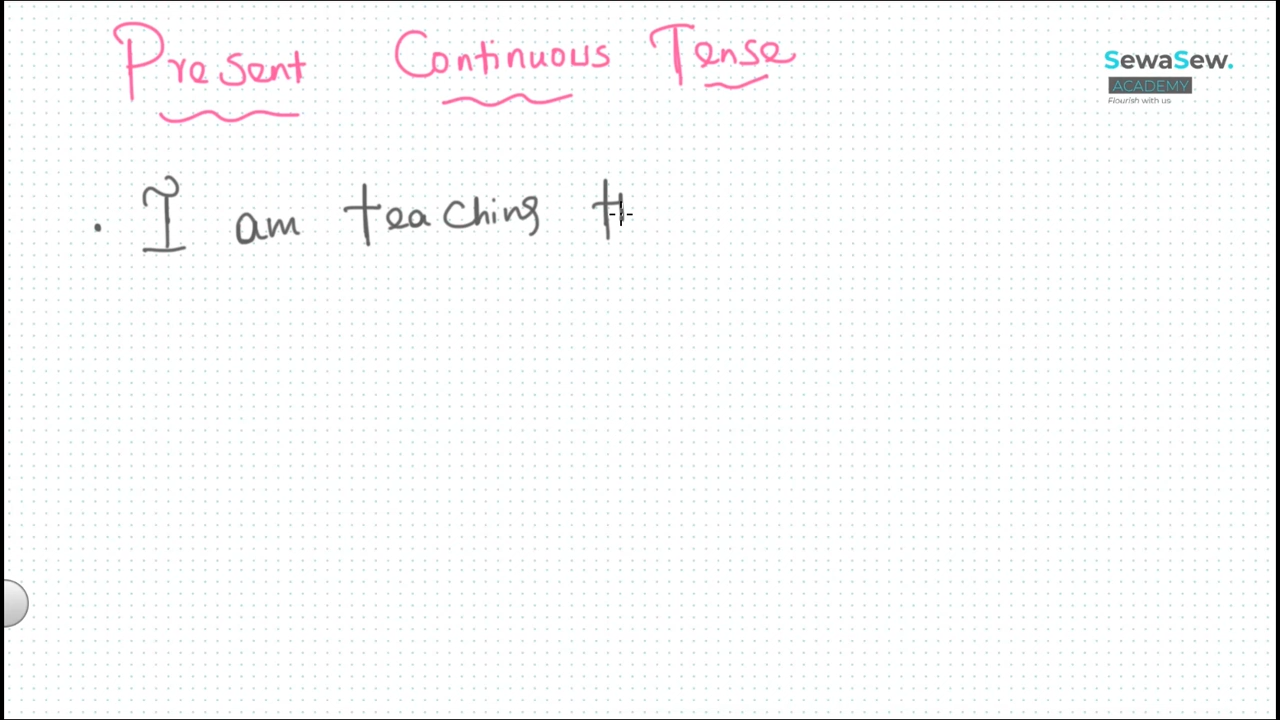 Present Continuous Tense
SewaSew.
ACADEMY
Flourish with us
. I am teaching